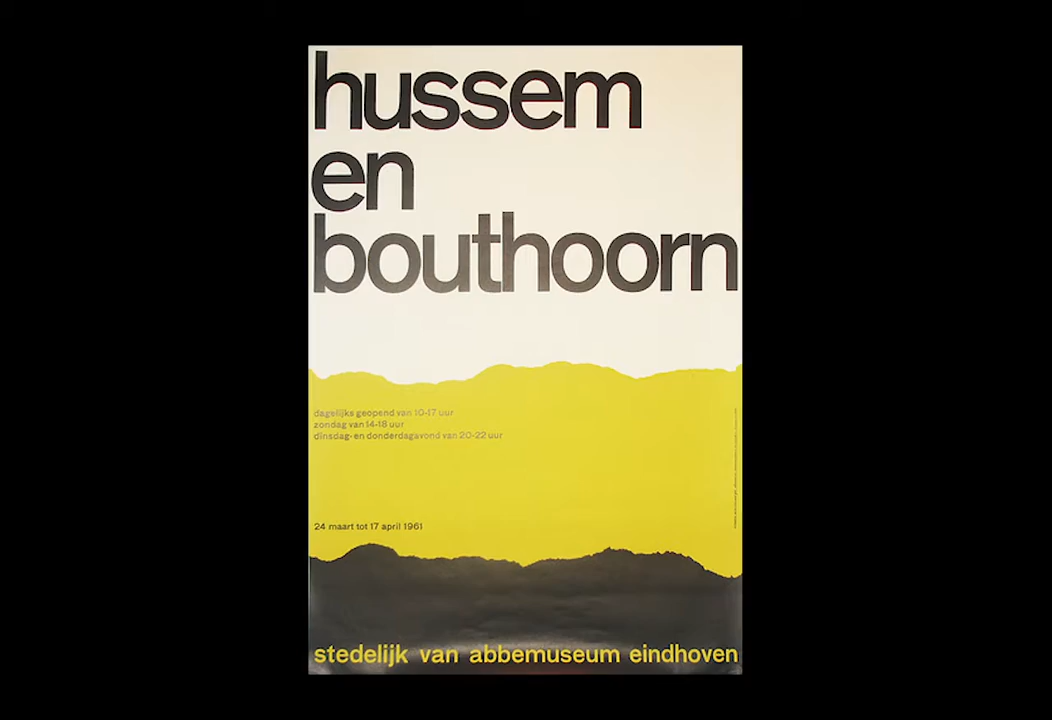 hussem
en
bouthoorn
dagelijks geopend van 10-17 uur
zondag van 14-18 uur
dinsdag- en donderdagavond van 20-22 uur
24 maart tot 17 april 1961
stedelijk van abbemuseum eindhoven